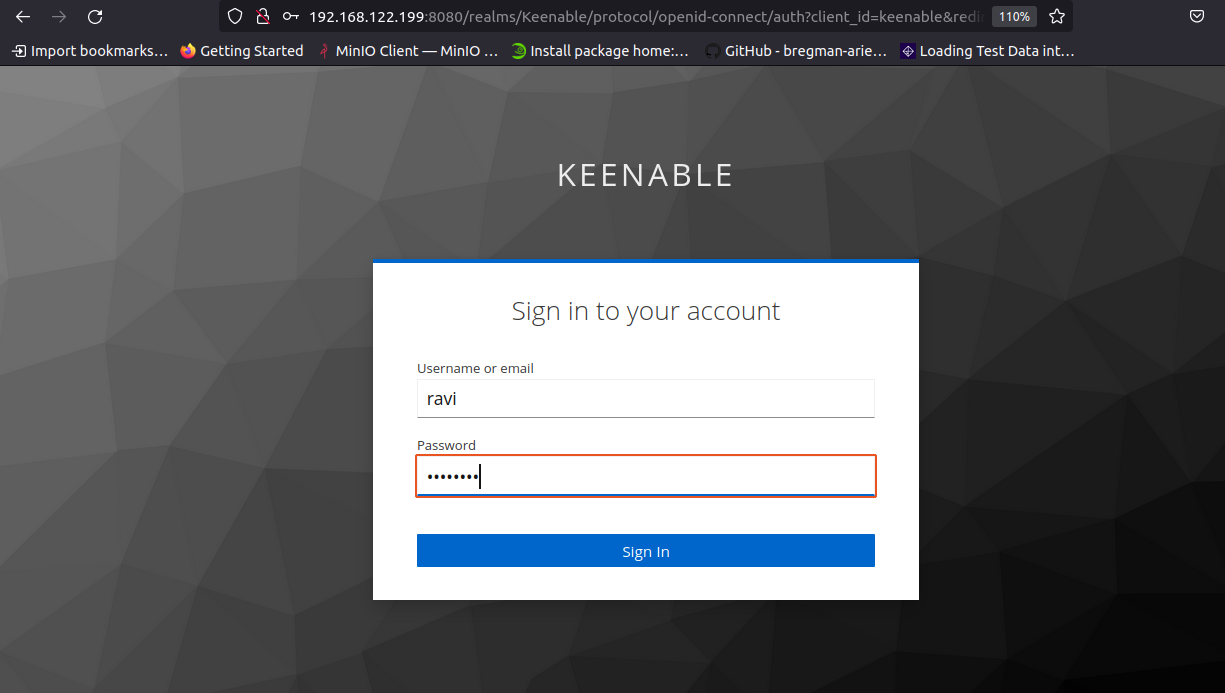 192.168.122.199:8080/realms/Keenable/protocol/openid-connect/auth?client_id=keenable&redi
110%
Import bookmarks… Getting Started MinIO Client — MinIO … Install package home:… GitHub - bregman-arie… Loading Test Data int…
KEENABLE
Sign in to your account
Username or email
ravi
Password
••••••••
Sign In